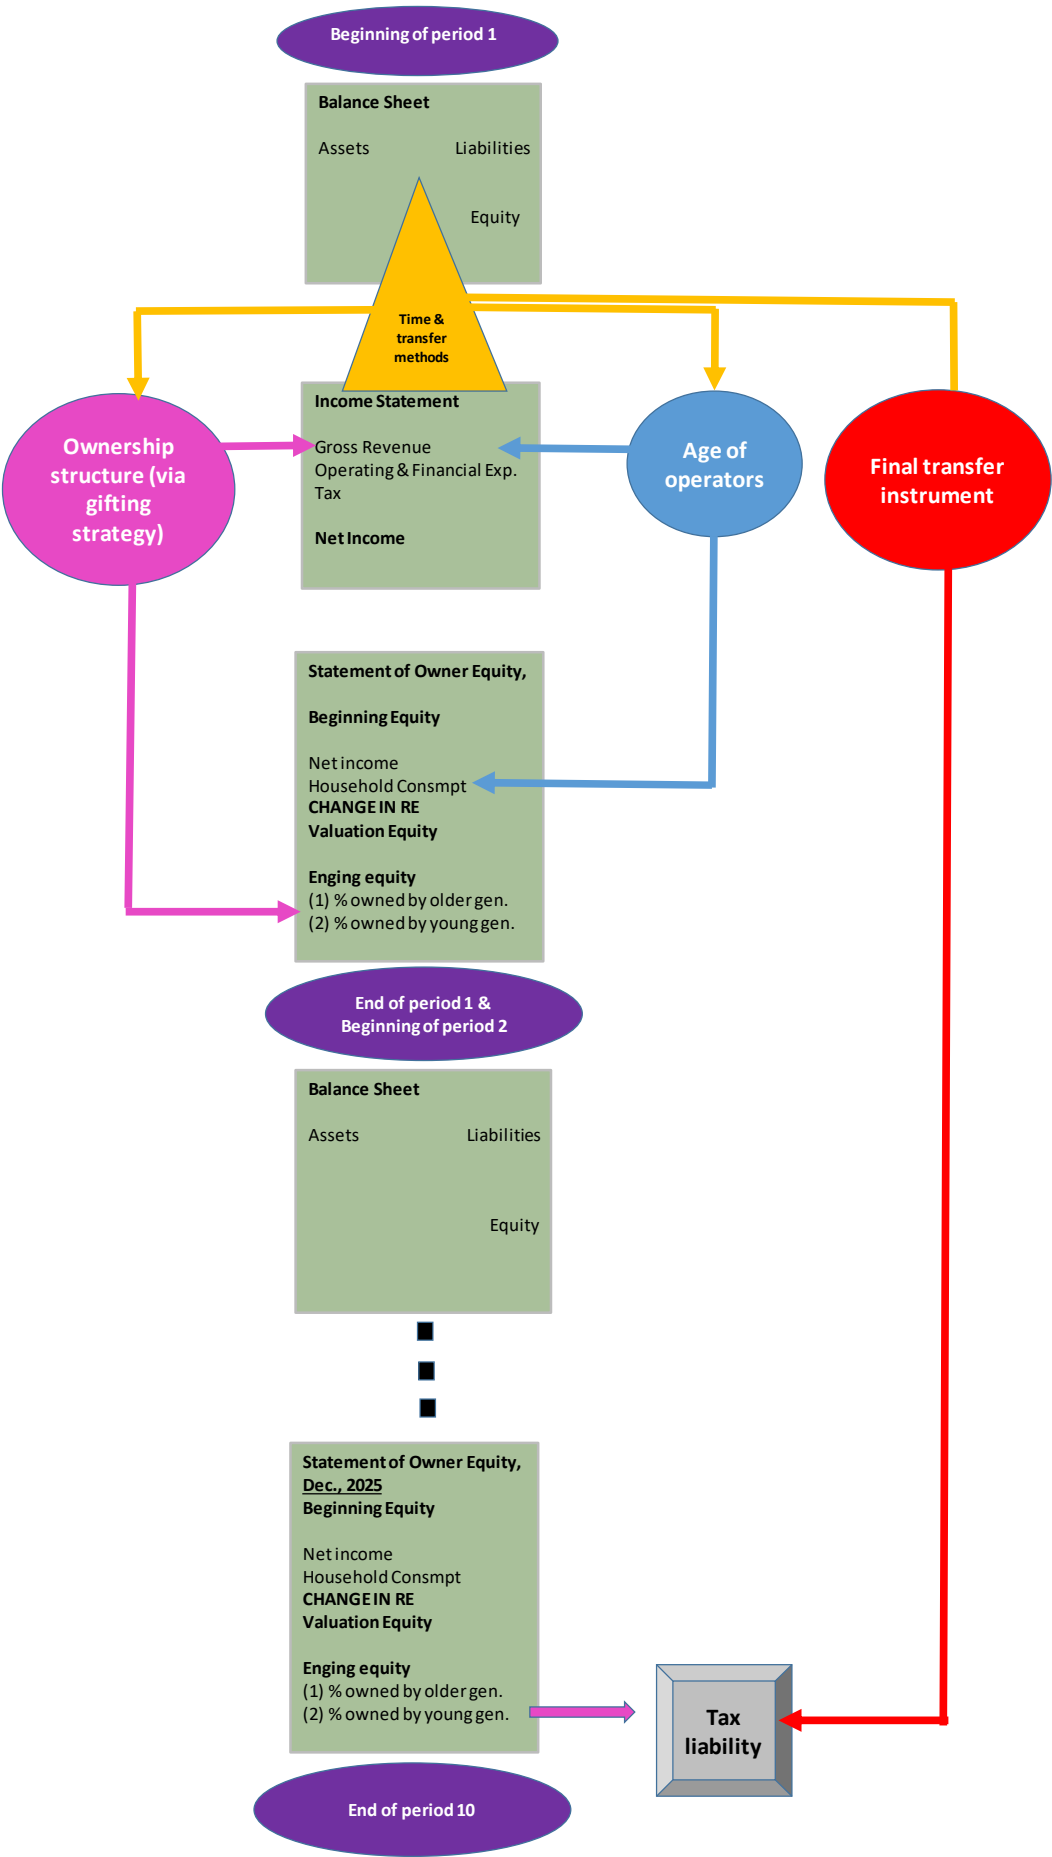 Beginning of period 1
Balance Sheet
Assets Liabilities
Equity
Time &
transfer
methods
Ownership
structure (via
gifting
strategy)
Income Statement
Gross Revenue
Operating & Financial Exp.
Tax
Net Income
Age of
operators
Final transfer
instrument
Statement of Owner Equity,
Beginning Equity
Net income
Household Consmpt
CHANGE IN RE
Valuation Equity
Enging equity
(1) % owned by older gen.
(2) % owned by young gen.
End of period 1 &
Beginning of period 2
Balance Sheet
Assets Liabilities
Equity
Statement of Owner Equity,
Dec., 2025
Beginning Equity
Net income
Household Consmpt
CHANGE IN RE
Valuation Equity
Enging equity
(1) % owned by older gen.
(2) % owned by young gen.
Tax
liability
End of period 10